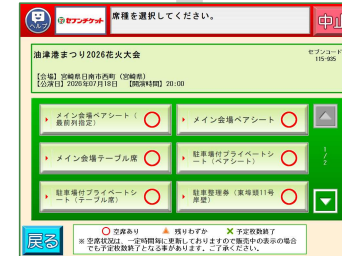 ヘルプ
セブンチケット
席種を選択してください。
中止
油津港まつり2026花火大会
セブンコード
115-935
【会場】宮崎県日南市西町（宮崎県）
【公演日】2026年07月18日 【開演時間】20:00
メイン会場ペアシート（
最前列指定）
メイン会場ペアシート
メイン会場テーブル席
駐車場付プライベートシー
ト（ペアシート）
駐車場付プライベートシー
ト（テーブル席）
駐車整理券（東埠頭11号
岸壁）
1/2
戻る
○ 空席あり ▲ 残りわずか ✕ 予定枚数終了
※ 空席状況は、一定時間毎に更新しておりますので販売中の表示の場合
でも予定枚数終了となる事があります。ご了承ください。